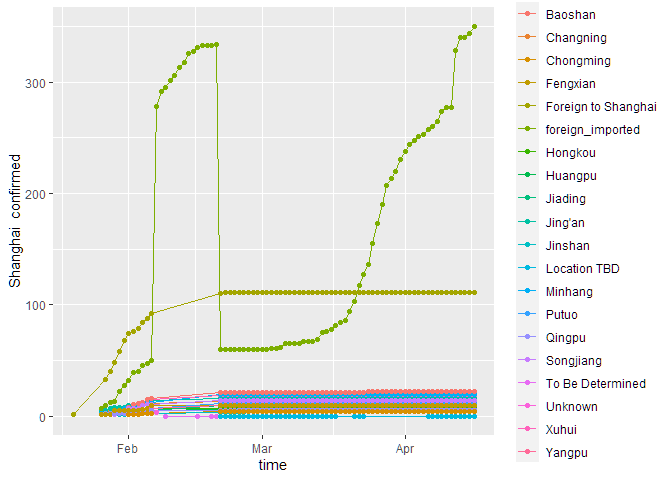 300
200
100
0
Shanghai confirmed
Feb
Mar
Apr
time
Baoshan
Changning
Chongming
Fengxian
Foreign to Shanghai
foreign_imported
Hongkou
Huangpu
Jiading
Jing'an
Jinshan
Location TBD
Minhang
Putuo
Qingpu
Songjiang
To Be Determined
Unknown
Xuhui
Yangpu